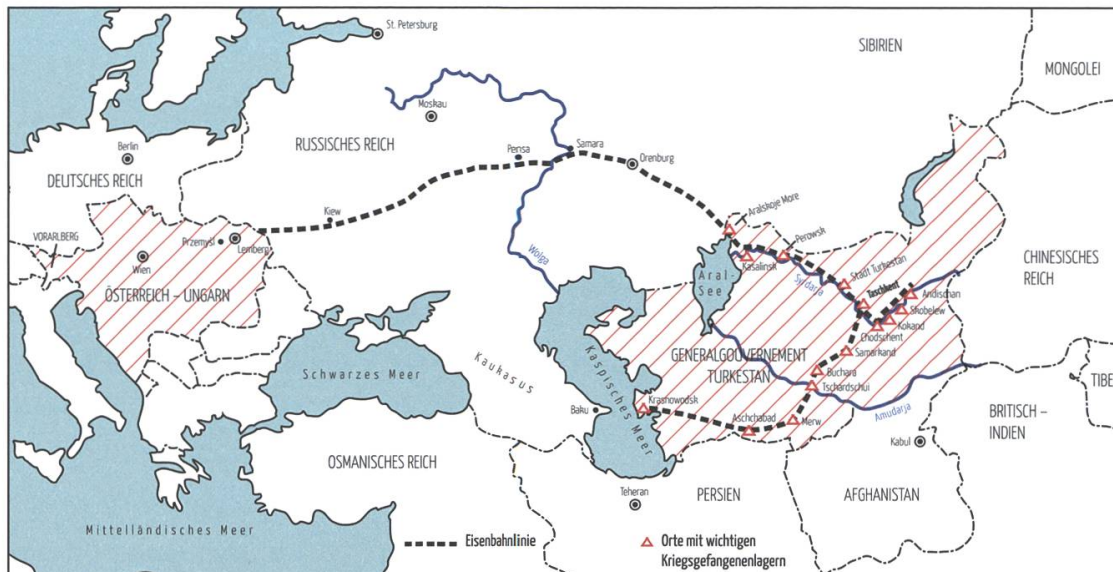 St. Petersburg
SIBIRIEN
MONGOLEI
Moskau
RUSSISCHES REICH
Berlin
DEUTSCHES REICH
Pensa
Samara
Orenburg
Kiew
Aralskoje More
VORARLBERG
Przemyśl
Lemberg
Perowsk
Wien
Wolga
Kasalinsk
Stadt Turkestan
CHINESISCHES
REICH
ÖSTERREICH – UNGARN
Aral-
See
Syrdarja
Taschkent
Andischan
Skobelew
Kokand
Chodschent
Samarkand
GENERALGOUVERNEMENT
TURKESTAN
Kaukasus
Kaspisches Meer
Schwarzes Meer
Buchara
Tschardschui
TIBE
Baku
Krasnowodsk
Aschchabad
Merw
Amudarja
BRITISCH –
INDIEN
Kabul
OSMANISCHES REICH
Teheran
PERSIEN
AFGHANISTAN
Mittelländisches Meer
Eisenbahnlinie
Orte mit wichtigen
Kriegsgefangenenlagern